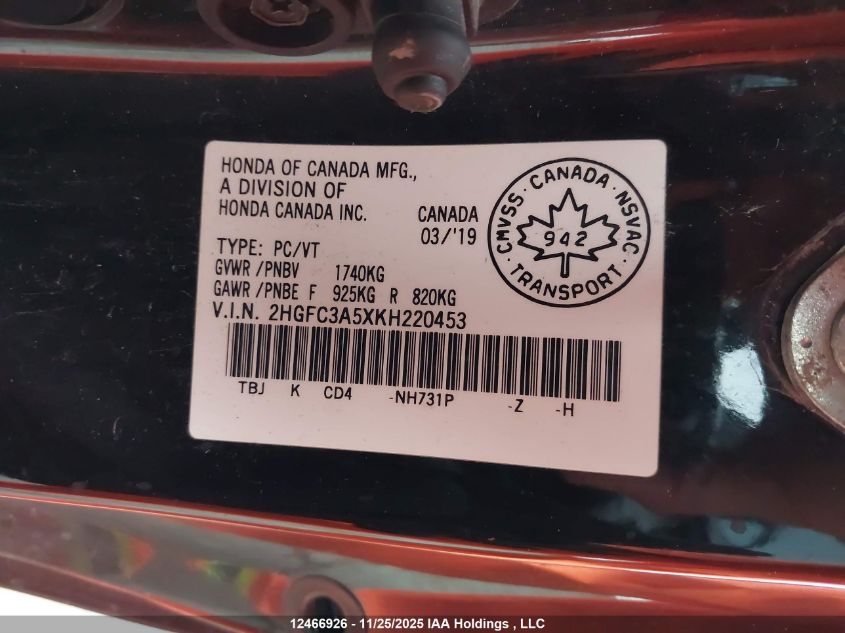 HONDA OF CANADA MFG.,
A DIVISION OF
HONDA CANADA INC.
CANADA
03/'19
TYPE: PC/VT
GVWR /PNBV 1740KG
GAWR /PNBE F 925KG R 820KG
V.I.N. 2HGFC3A5XKH220453
TBJ K CD4 -NH731P -Z -H
CMVSS · CANADA · NSVAC
942
· TRANSPORT ·
12466926 - 11/25/2025 IAA Holdings , LLC